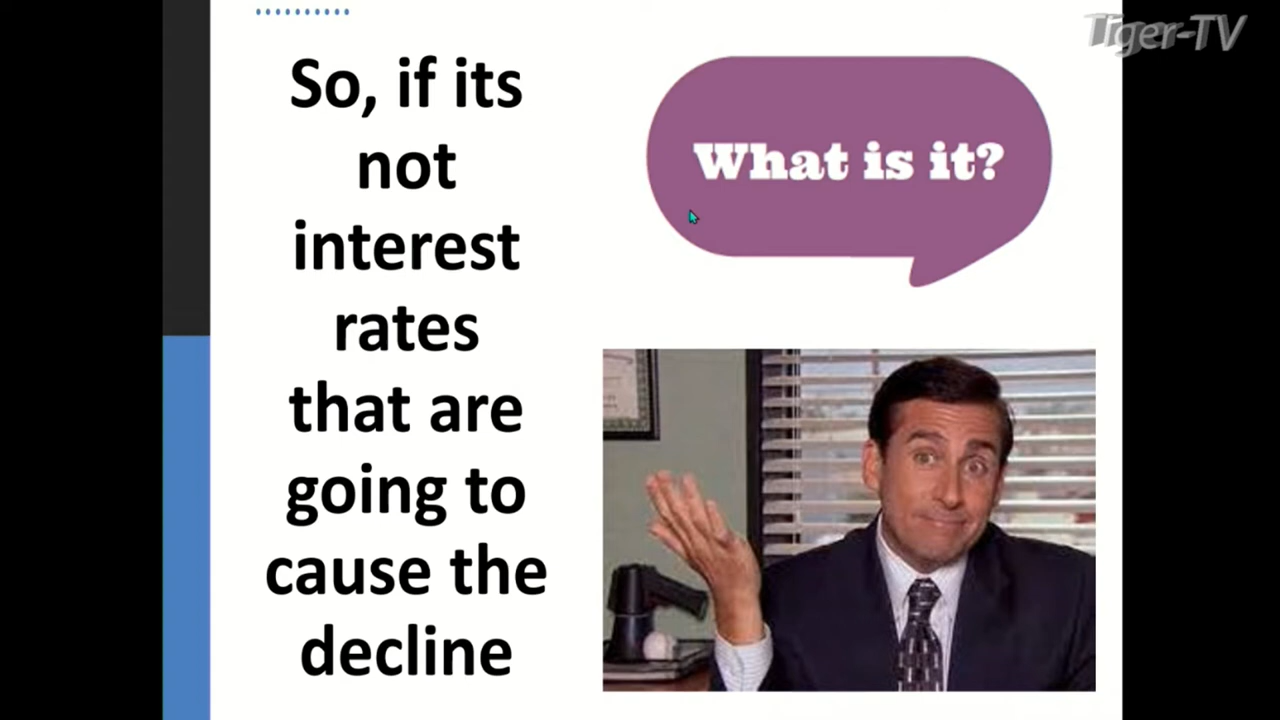 Tiger-TV
So, if its
not
interest
rates
that are
going to
cause the
decline
What is it?